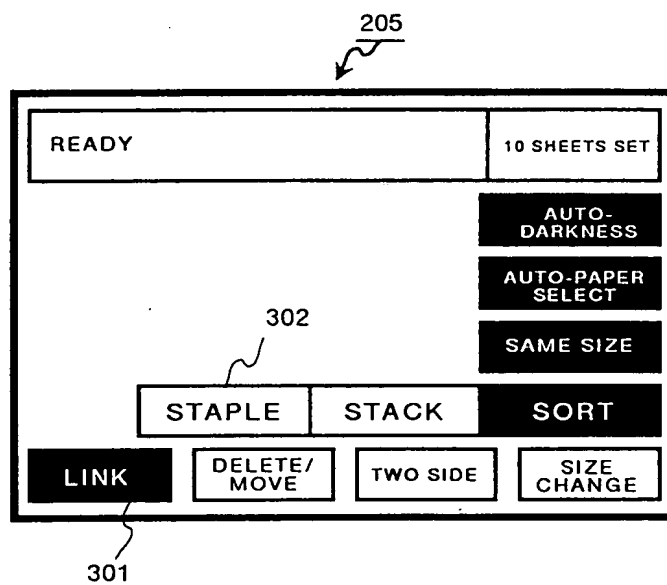 205
READY
10 SHEETS SET
AUTO-
DARKNESS
AUTO-PAPER
SELECT
SAME SIZE
302
STAPLE
STACK
SORT
LINK
DELETE/
MOVE
TWO SIDE
SIZE
CHANGE
301